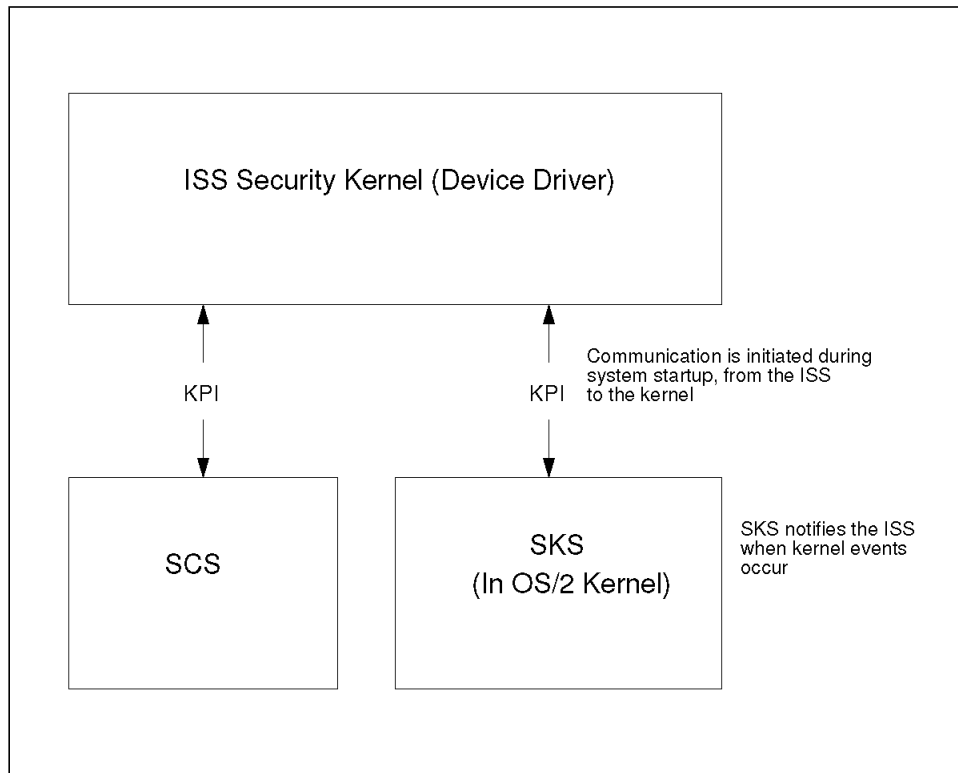 ISS Security Kernel (Device Driver)
Communication is initiated during
system startup, from the ISS
to the kernel
KPI
KPI
SCS
SKS
(In OS/2 Kernel)
SKS notifies the ISS
when kernel events
occur